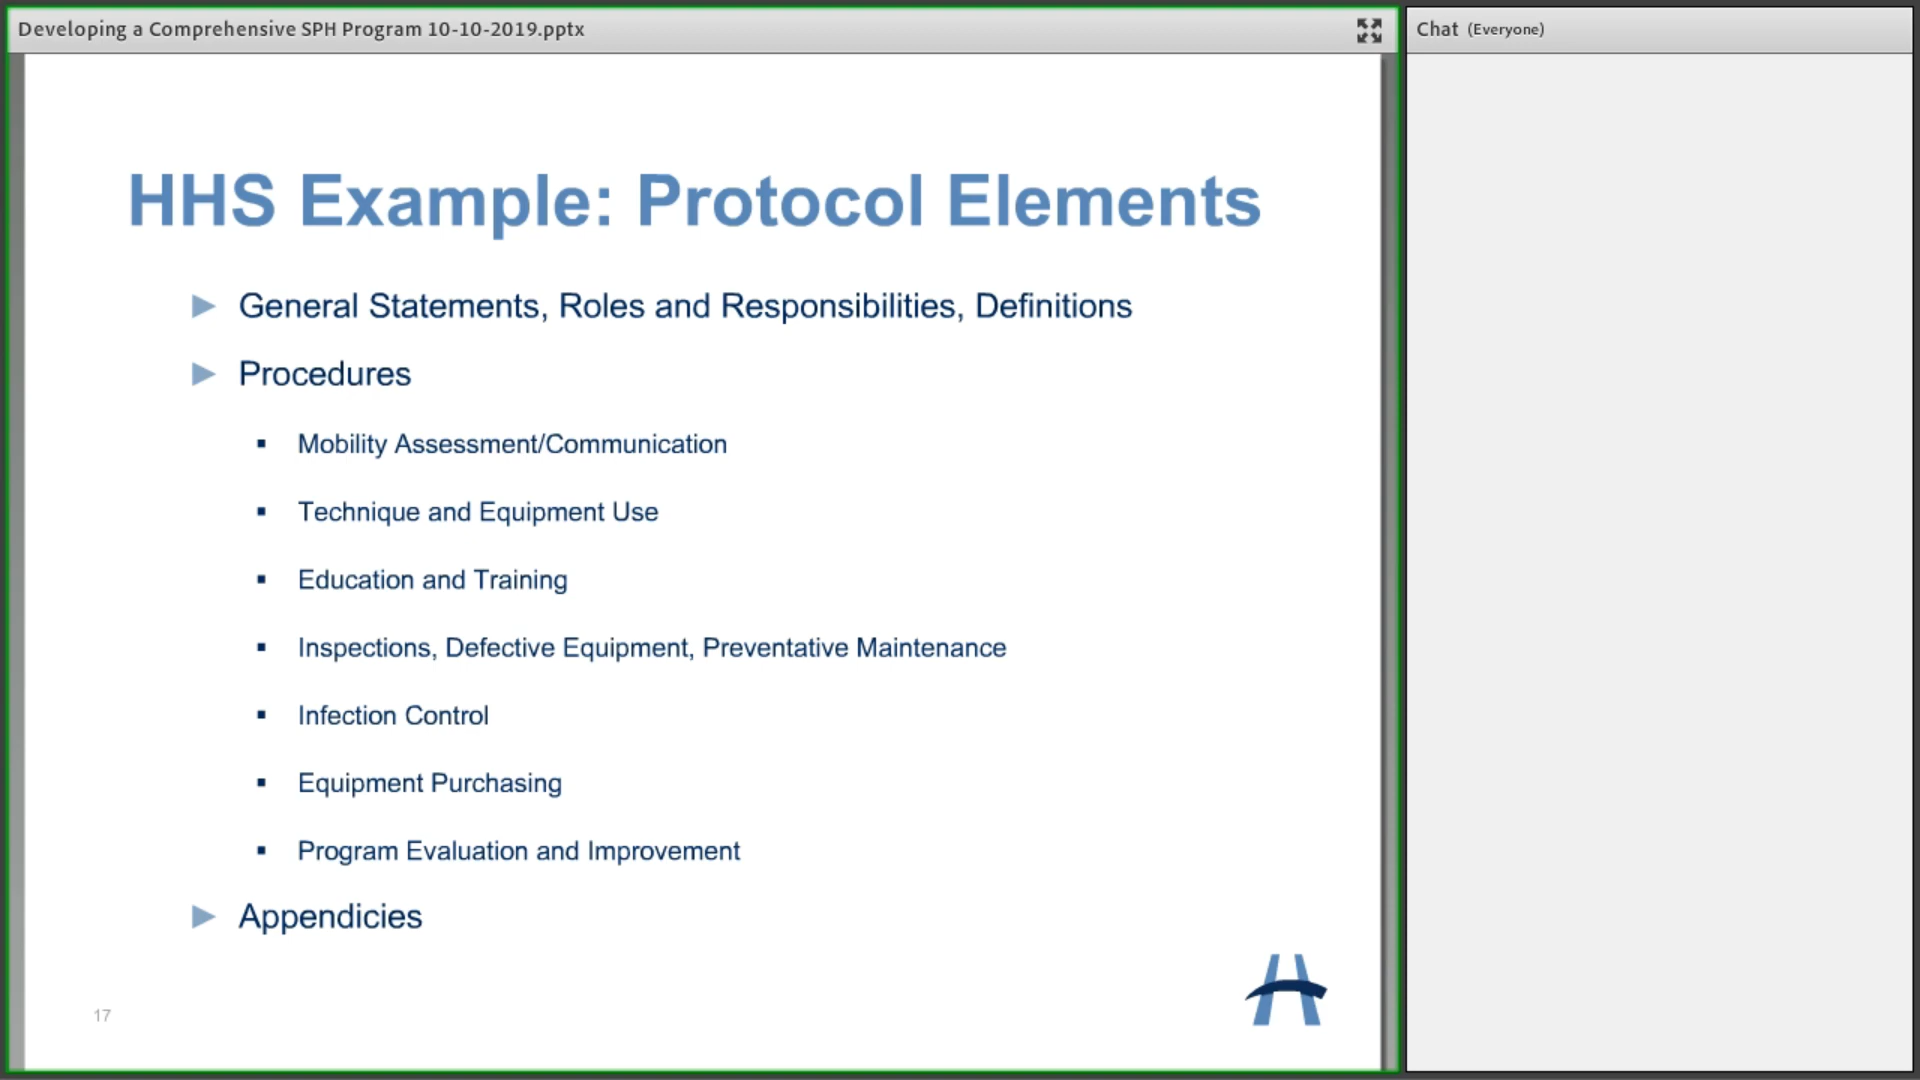 Developing a Comprehensive SPH Program 10-10-2019.pptx
Chat (Everyone)
HHS Example: Protocol Elements
General Statements, Roles and Responsibilities, Definitions
Procedures
Mobility Assessment/Communication
Technique and Equipment Use
Education and Training
Inspections, Defective Equipment, Preventative Maintenance
Infection Control
Equipment Purchasing
Program Evaluation and Improvement
Appendicies
17